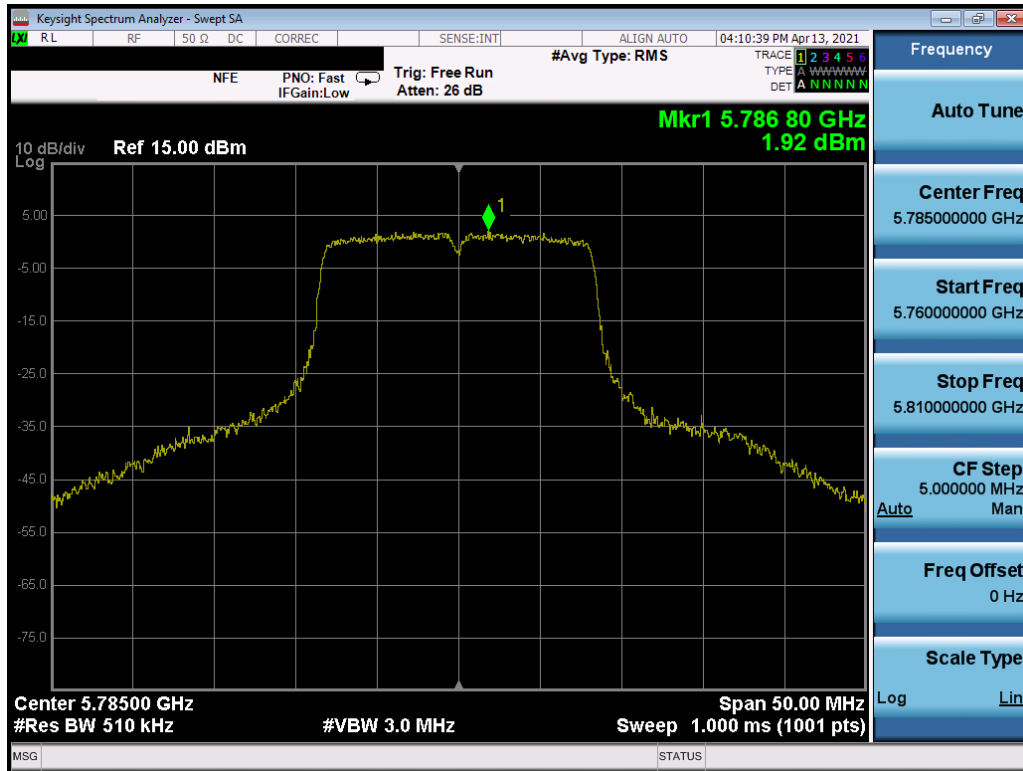 Keysight Spectrum Analyzer - Swept SA
LXI RL RF 50 Ω DC CORREC SENSE:INT ALIGN AUTO 04:10:39 PM Apr 13, 2021
NFE PNO: Fast Trig: Free Run #Avg Type: RMS TRACE 1 2 3 4 5 6
IFGain:Low Atten: 26 dB TYPE A WWWWW
DET A N N N N N
Mkr1 5.786 80 GHz
1.92 dBm
10 dB/div Ref 15.00 dBm
Log
1
5.00
-5.00
-15.0
-25.0
-35.0
-45.0
-55.0
-65.0
-75.0
Center 5.78500 GHz Span 50.00 MHz
#Res BW 510 kHz #VBW 3.0 MHz Sweep 1.000 ms (1001 pts)
MSG STATUS
Frequency
Auto Tune
Center Freq
5.785000000 GHz
Start Freq
5.760000000 GHz
Stop Freq
5.810000000 GHz
CF Step
5.000000 MHz
Auto Man
Freq Offset
0 Hz
Scale Type
Log Lin